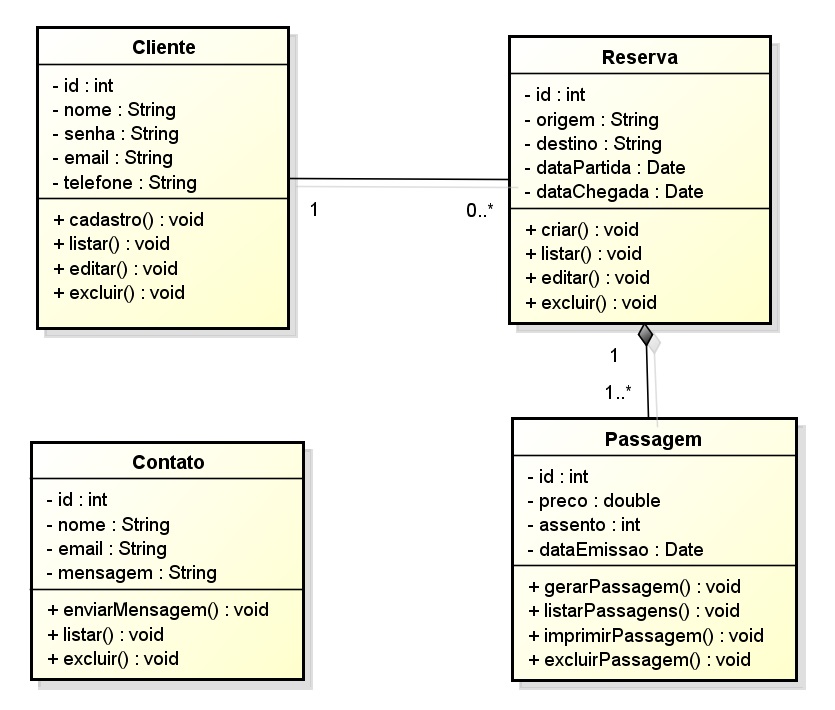 Cliente
- id : int
- nome : String
- senha : String
- email : String
- telefone : String
+ cadastro() : void
+ listar() : void
+ editar() : void
+ excluir() : void
1
0..*
Reserva
- id : int
- origem : String
- destino : String
- dataPartida : Date
- dataChegada : Date
+ criar() : void
+ listar() : void
+ editar() : void
+ excluir() : void
1
1..*
Contato
- id : int
- nome : String
- email : String
- mensagem : String
+ enviarMensagem() : void
+ listar() : void
+ excluir() : void
Passagem
- id : int
- preco : double
- assento : int
- dataEmissao : Date
+ gerarPassagem() : void
+ listarPassagens() : void
+ imprimirPassagem() : void
+ excluirPassagem() : void